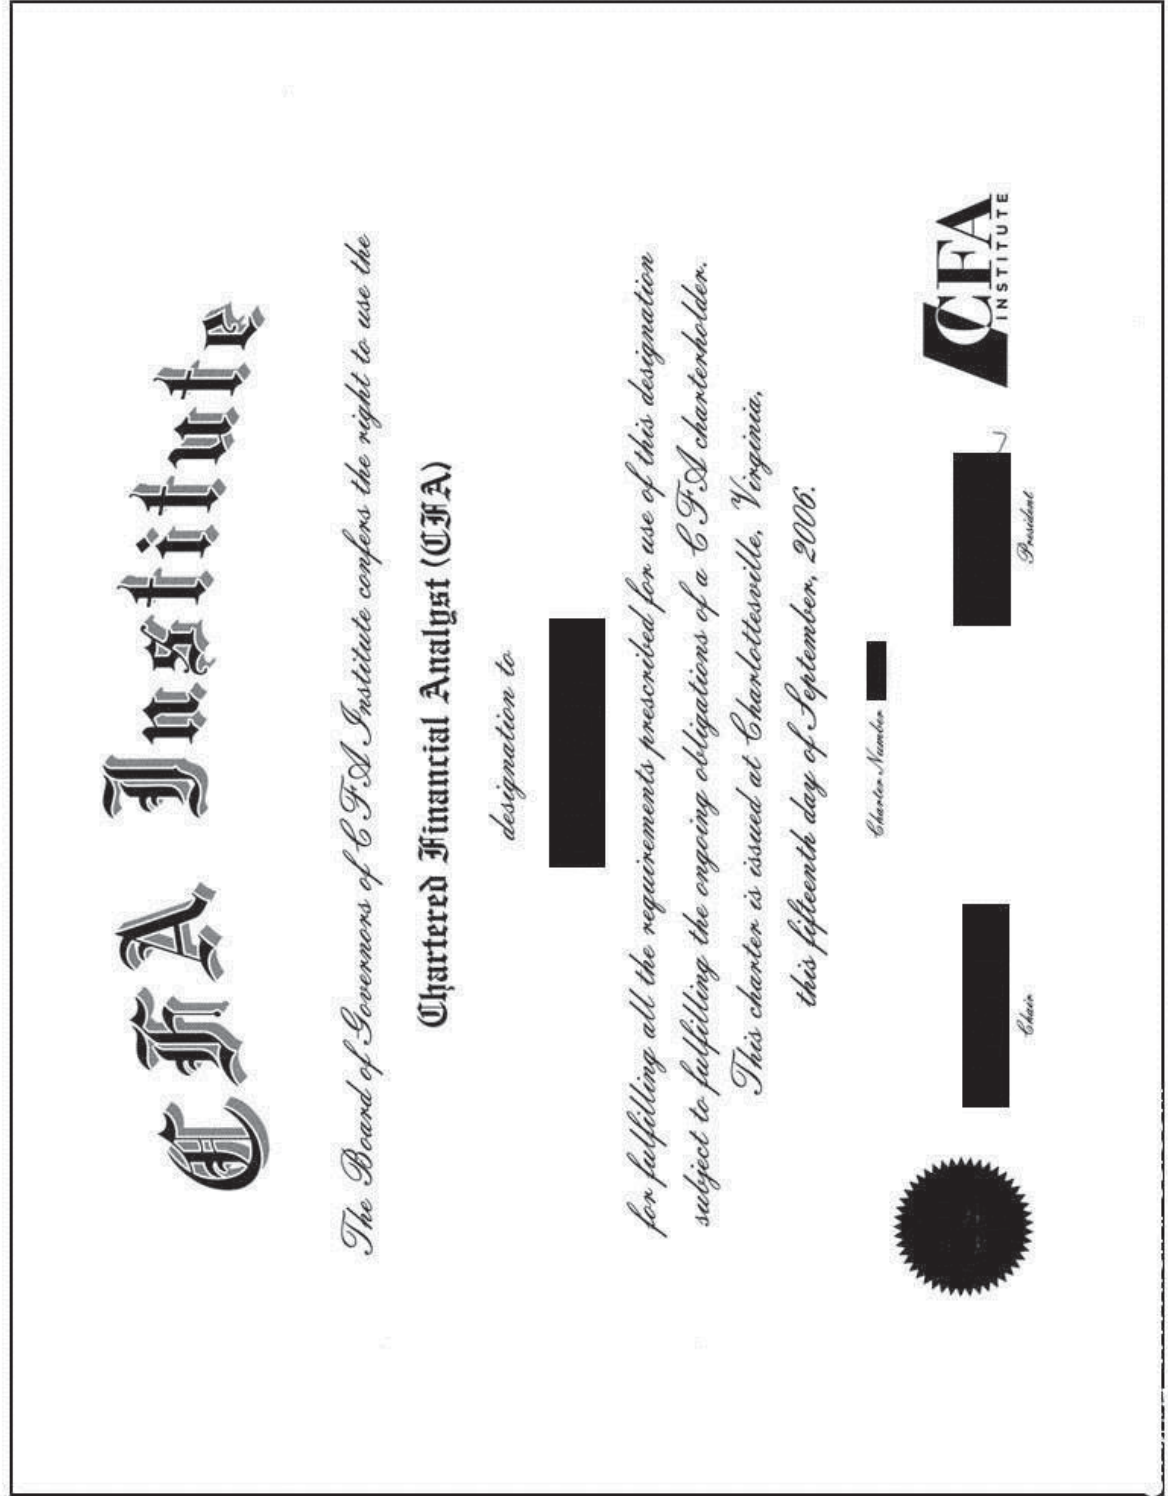 CFA Institute
The Board of Governors of CFA Institute confers the right to use the
Chartered Financial Analyst (CFA)
designation to
for fulfilling all the requirements prescribed for use of this designation
subject to fulfilling the ongoing obligations of a CFA charterholder.
This charter is issued at Charlottesville, Virginia,
this fifteenth day of September, 2006.
Charter Number
Chair
President
CFA
INSTITUTE